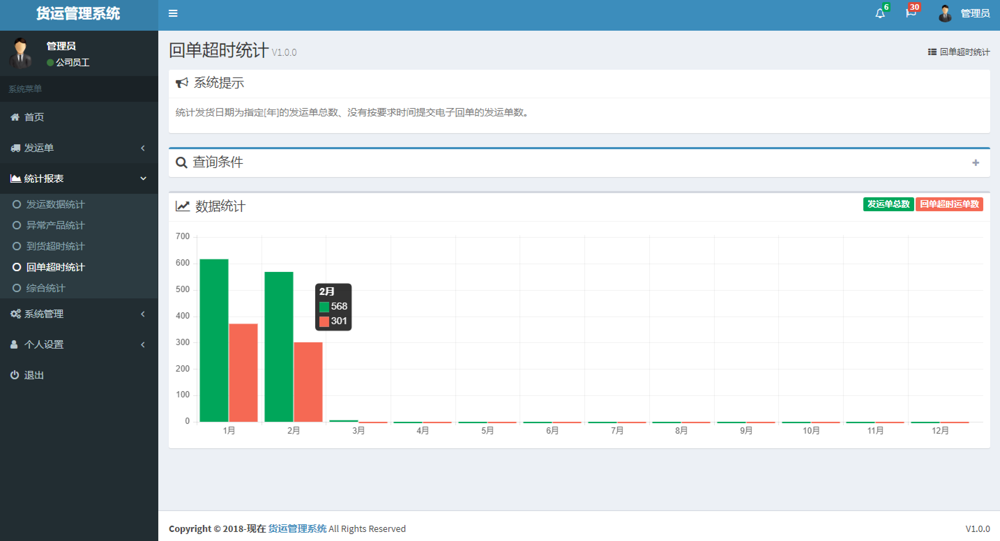 货运管理系统
6
30
管理员
管理员
公司员工
系统菜单
首页
发运单
统计报表
发运数据统计
异常产品统计
到货超时统计
回单超时统计
综合统计
系统管理
个人设置
退出
回单超时统计 V1.0.0
回单超时统计
系统提示
统计发货日期为指定[年]的发运单总数、没有按要求时间提交电子回单的发运单数。
查询条件
数据统计
发运单总数 回单超时运单数
700
600
500
400
300
200
100
0
2月
568
301
1月 2月 3月 4月 5月 6月 7月 8月 9月 10月 11月 12月
Copyright © 2018-现在 货运管理系统 All Rights Reserved
V1.0.0